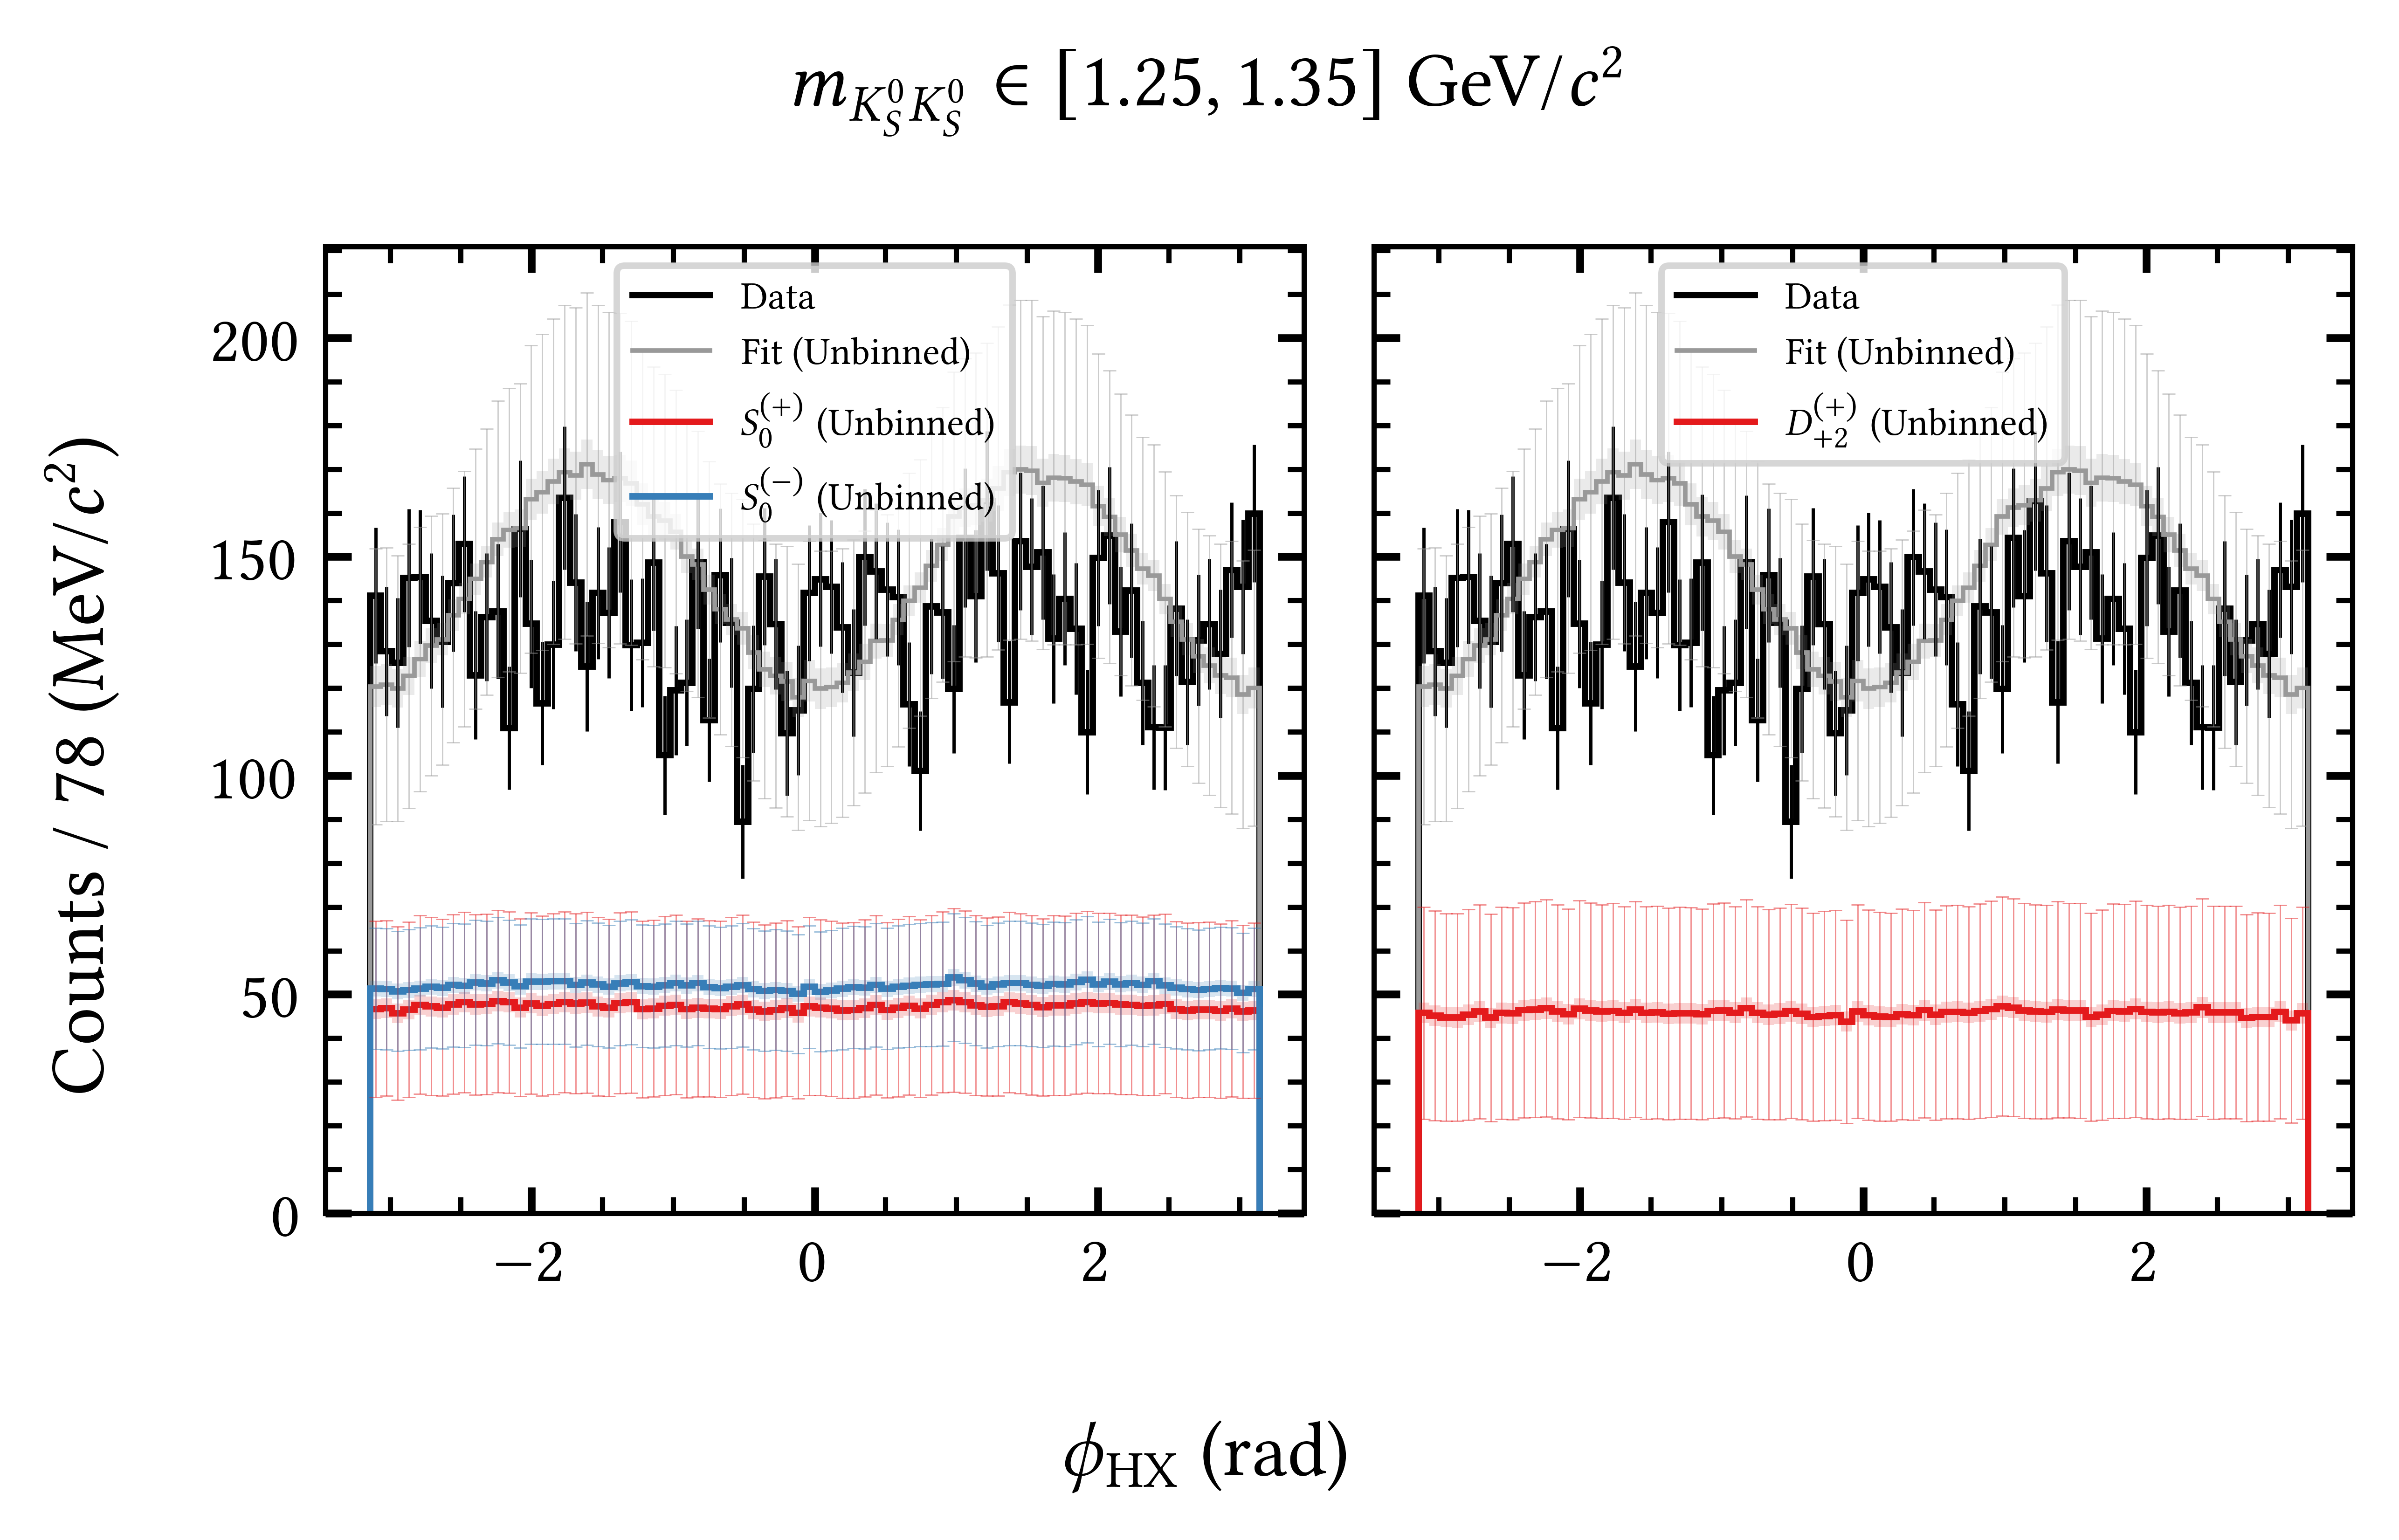 m_{K_S^0 K_S^0} ∈ [1.25, 1.35] GeV/c²
Counts / 78 (MeV/c²)
200
150
100
50
0
Data
Fit (Unbinned)
S_0^{(+)} (Unbinned)
S_0^{(−)} (Unbinned)
−2
0
2
Data
Fit (Unbinned)
D_{+2}^{(+)} (Unbinned)
−2
0
2
ϕ_{HX} (rad)